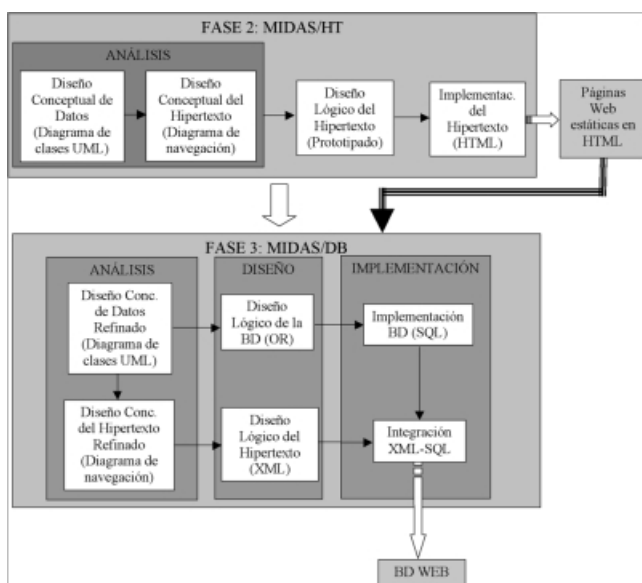 FASE 2: MIDAS/HT
ANÁLISIS
Diseño
Conceptual de
Datos
(Diagrama de
clases UML)
Diseño
Conceptual del
Hipertexto
(Diagrama de
navegación)
Diseño
Lógico del
Hipertexto
(Prototipado)
Implementac.
del
Hipertexto
(HTML)
Páginas
Web
estáticas en
HTML
FASE 3: MIDAS/DB
ANÁLISIS
Diseño Conc.
de Datos
Refinado
(Diagrama de
clases UML)
Diseño Conc.
del Hipertexto
Refinado
(Diagrama de
navegación)
DISEÑO
Diseño
Lógico de la
BD (OR)
Diseño
Lógico del
Hipertexto
(XML)
IMPLEMENTACIÓN
Implementación
BD (SQL)
Integración
XML-SQL
BD WEB